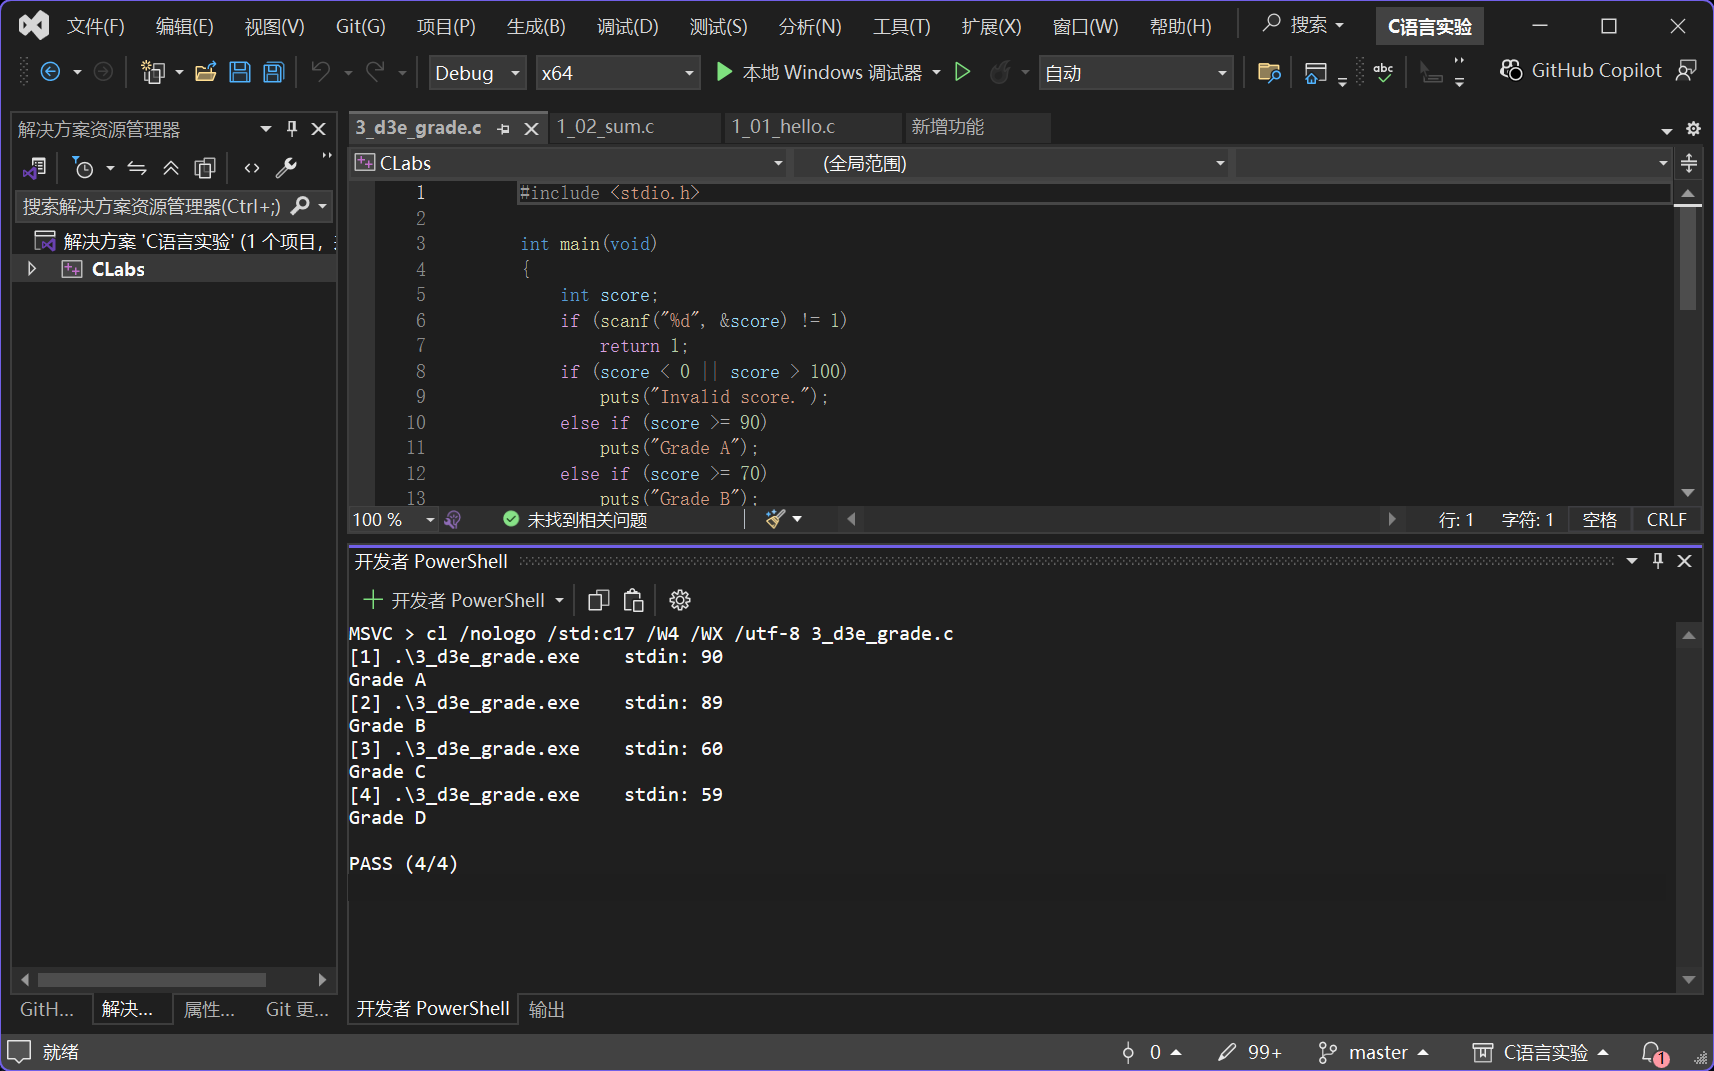 文件(F) 编辑(E) 视图(V) Git(G) 项目(P) 生成(B) 调试(D) 测试(S) 分析(N) 工具(T) 扩展(X) 窗口(W) 帮助(H) 搜索 C语言实验
Debug x64 本地 Windows 调试器 自动 abc GitHub Copilot
解决方案资源管理器
搜索解决方案资源管理器(Ctrl+;)
解决方案 'C语言实验' (1 个项目,
CLabs
3_d3e_grade.c 1_02_sum.c 1_01_hello.c 新增功能
CLabs (全局范围)
1 #include <stdio.h>
2
3 int main(void)
4 {
5 int score;
6 if (scanf("%d", &score) != 1)
7 return 1;
8 if (score < 0 || score > 100)
9 puts("Invalid score.");
10 else if (score >= 90)
11 puts("Grade A");
12 else if (score >= 70)
13 puts("Grade B");
100 % 未找到相关问题 行: 1 字符: 1 空格 CRLF
开发者 PowerShell
开发者 PowerShell
MSVC > cl /nologo /std:c17 /W4 /WX /utf-8 3_d3e_grade.c
[1] .\3_d3e_grade.exe stdin: 90
Grade A
[2] .\3_d3e_grade.exe stdin: 89
Grade B
[3] .\3_d3e_grade.exe stdin: 60
Grade C
[4] .\3_d3e_grade.exe stdin: 59
Grade D
PASS (4/4)
GitH... 解决... 属性... Git 更...
开发者 PowerShell 输出
就绪 0 99+ master C语言实验 1